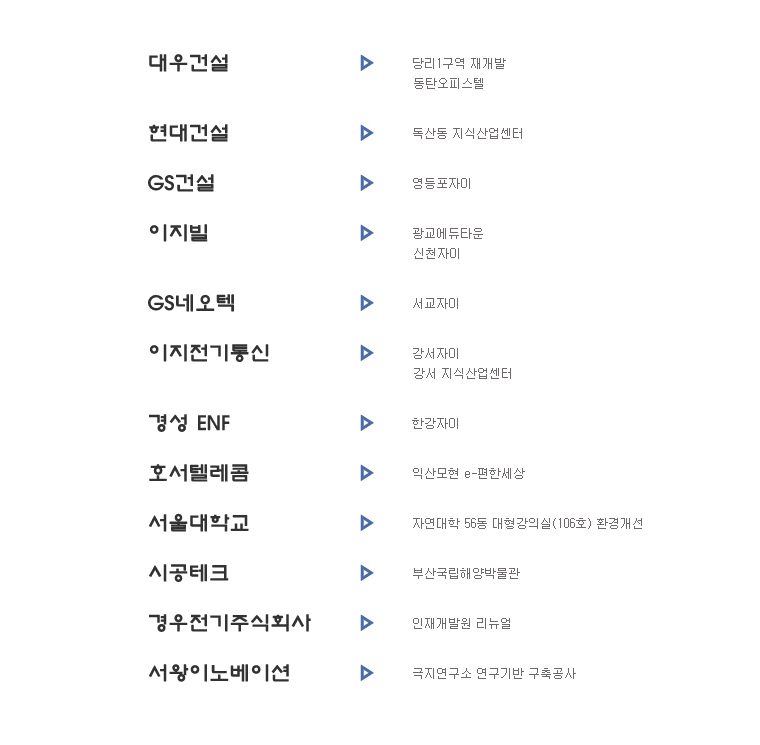 대우건설 당리1구역 재개발
동탄오피스텔
현대건설 독산동 지식산업센터
GS건설 영등포자이
이지빌 광교에듀타운
신천자이
GS네오텍 서교자이
이지전기통신 강서자이
강서 지식산업센터
경성 ENF 한강자이
호서텔레콤 익산모현 e-편한세상
서울대학교 자연대학 56동 대형강의실(106호) 환경개선
시공테크 부산국립해양박물관
경우전기주식회사 인재개발원 리뉴얼
서왕이노베이션 극지연구소 연구기반 구축공사